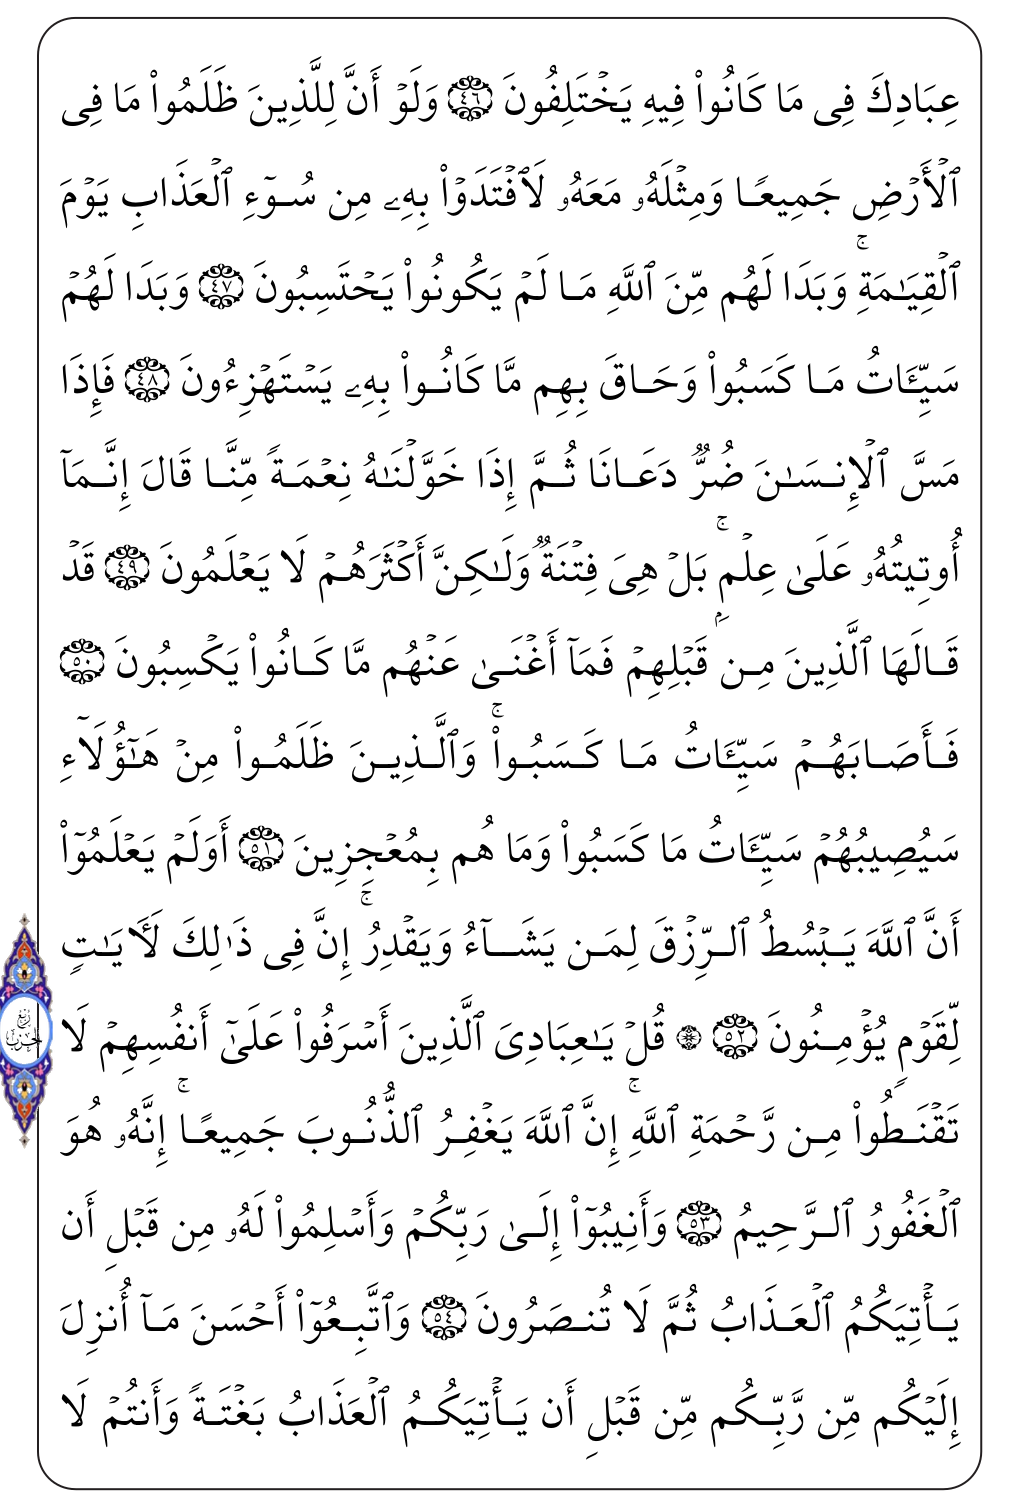 عِبَادِكَ فِى مَا كَانُوا۟ فِيهِ يَخْتَلِفُونَ ٤٦ وَلَوْ أَنَّ لِلَّذِينَ ظَلَمُوا۟ مَا فِى
ٱلْأَرْضِ جَمِيعًا وَمِثْلَهُۥ مَعَهُۥ لَٱفْتَدَوْا۟ بِهِۦ مِن سُوٓءِ ٱلْعَذَابِ يَوْمَ
ٱلْقِيَـٰمَةِ ۚ وَبَدَا لَهُم مِّنَ ٱللَّهِ مَا لَمْ يَكُونُوا۟ يَحْتَسِبُونَ ٤٧ وَبَدَا لَهُمْ
سَيِّـَٔاتُ مَا كَسَبُوا۟ وَحَاقَ بِهِم مَّا كَانُوا۟ بِهِۦ يَسْتَهْزِءُونَ ٤٨ فَإِذَا
مَسَّ ٱلْإِنسَـٰنَ ضُرٌّ دَعَانَا ثُمَّ إِذَا خَوَّلْنَـٰهُ نِعْمَةً مِّنَّا قَالَ إِنَّمَآ
أُوتِيتُهُۥ عَلَىٰ عِلْمٍۭ ۚ بَلْ هِىَ فِتْنَةٌ وَلَـٰكِنَّ أَكْثَرَهُمْ لَا يَعْلَمُونَ ٤٩ قَدْ
قَالَهَا ٱلَّذِينَ مِن قَبْلِهِمْ فَمَآ أَغْنَىٰ عَنْهُم مَّا كَانُوا۟ يَكْسِبُونَ ٥٠
فَأَصَابَهُمْ سَيِّـَٔاتُ مَا كَسَبُوا۟ ۚ وَٱلَّذِينَ ظَلَمُوا۟ مِنْ هَـٰٓؤُلَآءِ
سَيُصِيبُهُمْ سَيِّـَٔاتُ مَا كَسَبُوا۟ وَمَا هُم بِمُعْجِزِينَ ٥١ أَوَلَمْ يَعْلَمُوٓا۟
أَنَّ ٱللَّهَ يَبْسُطُ ٱلرِّزْقَ لِمَن يَشَآءُ وَيَقْدِرُ ۚ إِنَّ فِى ذَٰلِكَ لَـَٔايَـٰتٍ
لِّقَوْمٍ يُؤْمِنُونَ ٥٢ ۞ قُلْ يَـٰعِبَادِىَ ٱلَّذِينَ أَسْرَفُوا۟ عَلَىٰٓ أَنفُسِهِمْ لَا
ربع
الحزب
تَقْنَطُوا۟ مِن رَّحْمَةِ ٱللَّهِ ۚ إِنَّ ٱللَّهَ يَغْفِرُ ٱلذُّنُوبَ جَمِيعًا ۚ إِنَّهُۥ هُوَ
ٱلْغَفُورُ ٱلرَّحِيمُ ٥٣ وَأَنِيبُوٓا۟ إِلَىٰ رَبِّكُمْ وَأَسْلِمُوا۟ لَهُۥ مِن قَبْلِ أَن
يَأْتِيَكُمُ ٱلْعَذَابُ ثُمَّ لَا تُنصَرُونَ ٥٤ وَٱتَّبِعُوٓا۟ أَحْسَنَ مَآ أُنزِلَ
إِلَيْكُم مِّن رَّبِّكُم مِّن قَبْلِ أَن يَأْتِيَكُمُ ٱلْعَذَابُ بَغْتَةً وَأَنتُمْ لَا